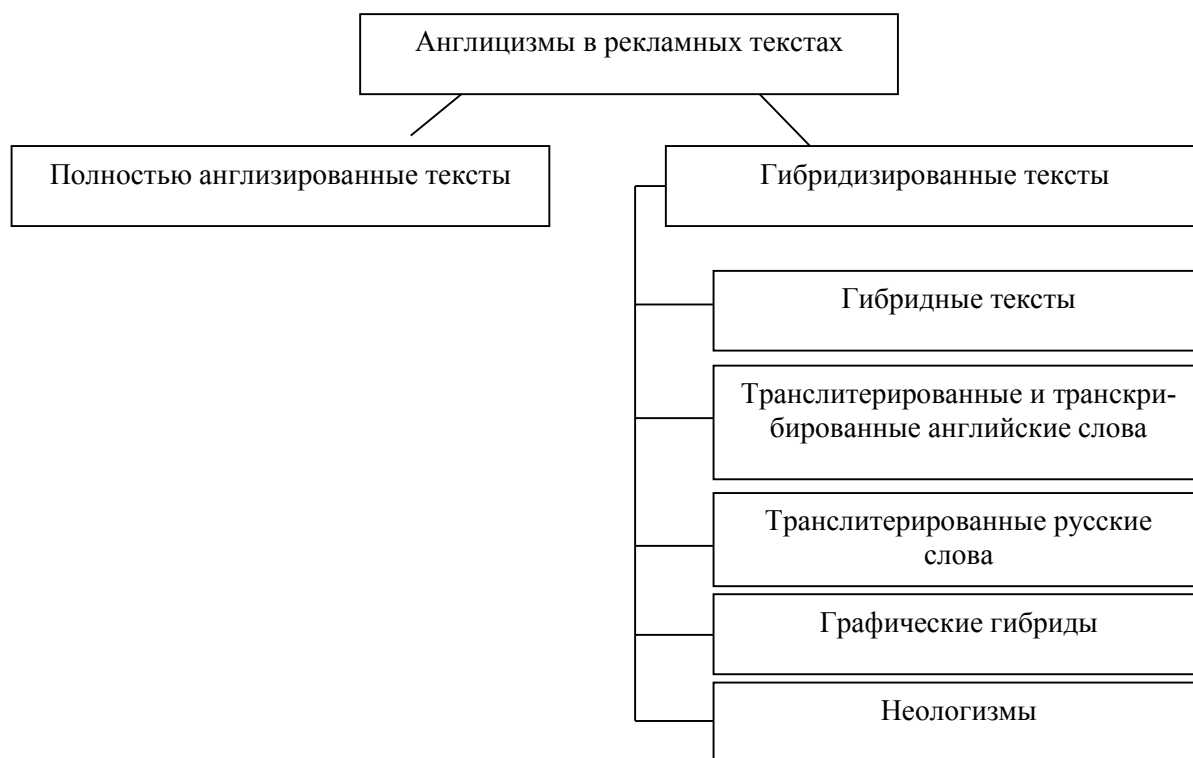 Англицизмы в рекламных текстах
Полностью англизированные тексты
Гибридизированные тексты
Гибридные тексты
Транслитерированные и транскри-
бированные английские слова
Транслитерированные русские
слова
Графические гибриды
Неологизмы